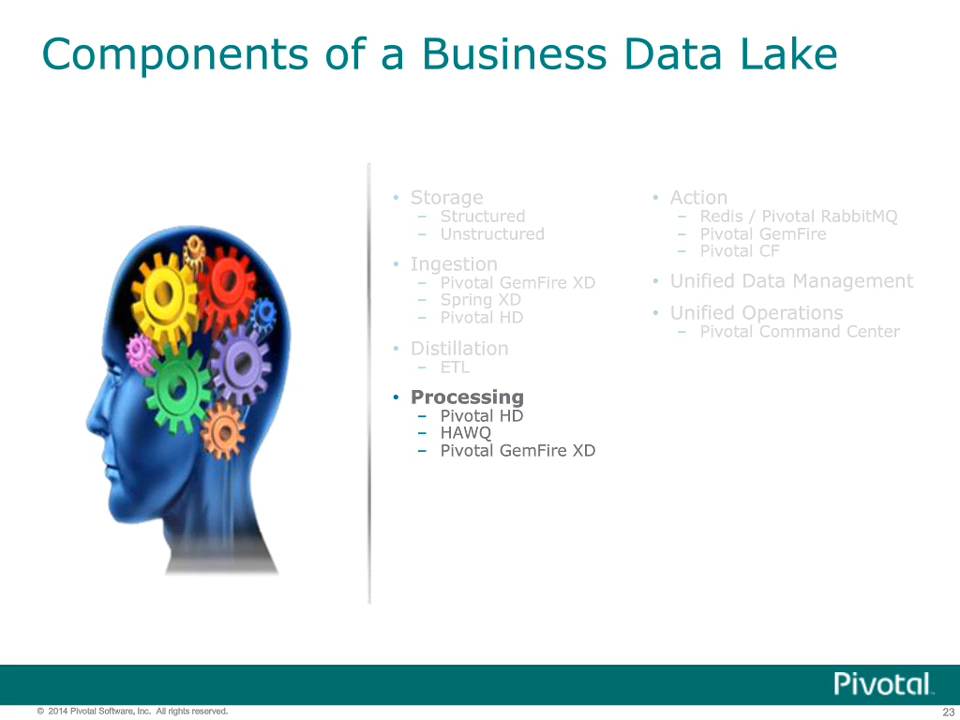 Components of a Business Data Lake
• Storage
– Structured
– Unstructured
• Ingestion
– Pivotal GemFire XD
– Spring XD
– Pivotal HD
• Distillation
– ETL
• Processing
– Pivotal HD
– HAWQ
– Pivotal GemFire XD
• Action
– Redis / Pivotal RabbitMQ
– Pivotal GemFire
– Pivotal CF
• Unified Data Management
• Unified Operations
– Pivotal Command Center
Pivotal™
© 2014 Pivotal Software, Inc. All rights reserved.
23